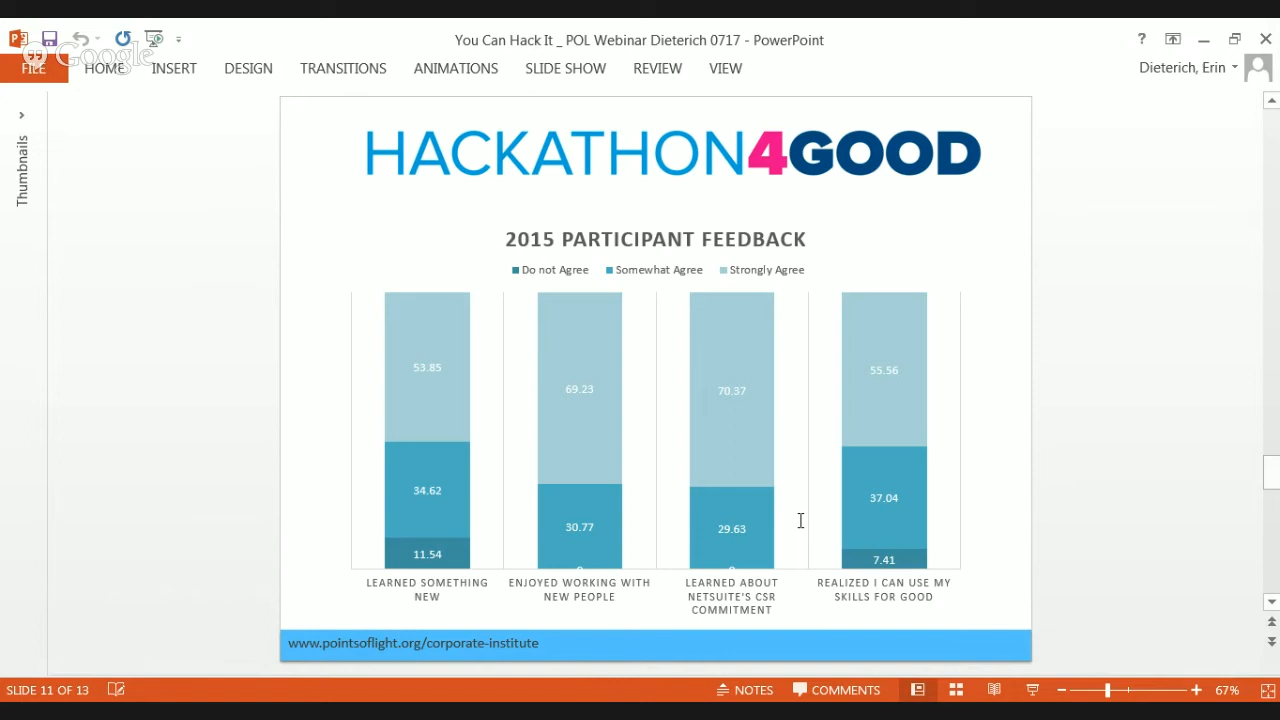 You Can Hack It _ POL Webinar Dieterich 0717 - PowerPoint
Google
FILE HOME INSERT DESIGN TRANSITIONS ANIMATIONS SLIDE SHOW REVIEW VIEW
Dieterich, Erin
Thumbnails
HACKATHON4GOOD
2015 PARTICIPANT FEEDBACK
Do not Agree Somewhat Agree Strongly Agree
53.85 69.23 70.37 55.56
34.62 30.77 29.63 37.04
11.54 0 0 7.41
LEARNED SOMETHING NEW
ENJOYED WORKING WITH NEW PEOPLE
LEARNED ABOUT NETSUITE'S CSR COMMITMENT
REALIZED I CAN USE MY SKILLS FOR GOOD
www.pointsoflight.org/corporate-institute
SLIDE 11 OF 13 NOTES COMMENTS 67%